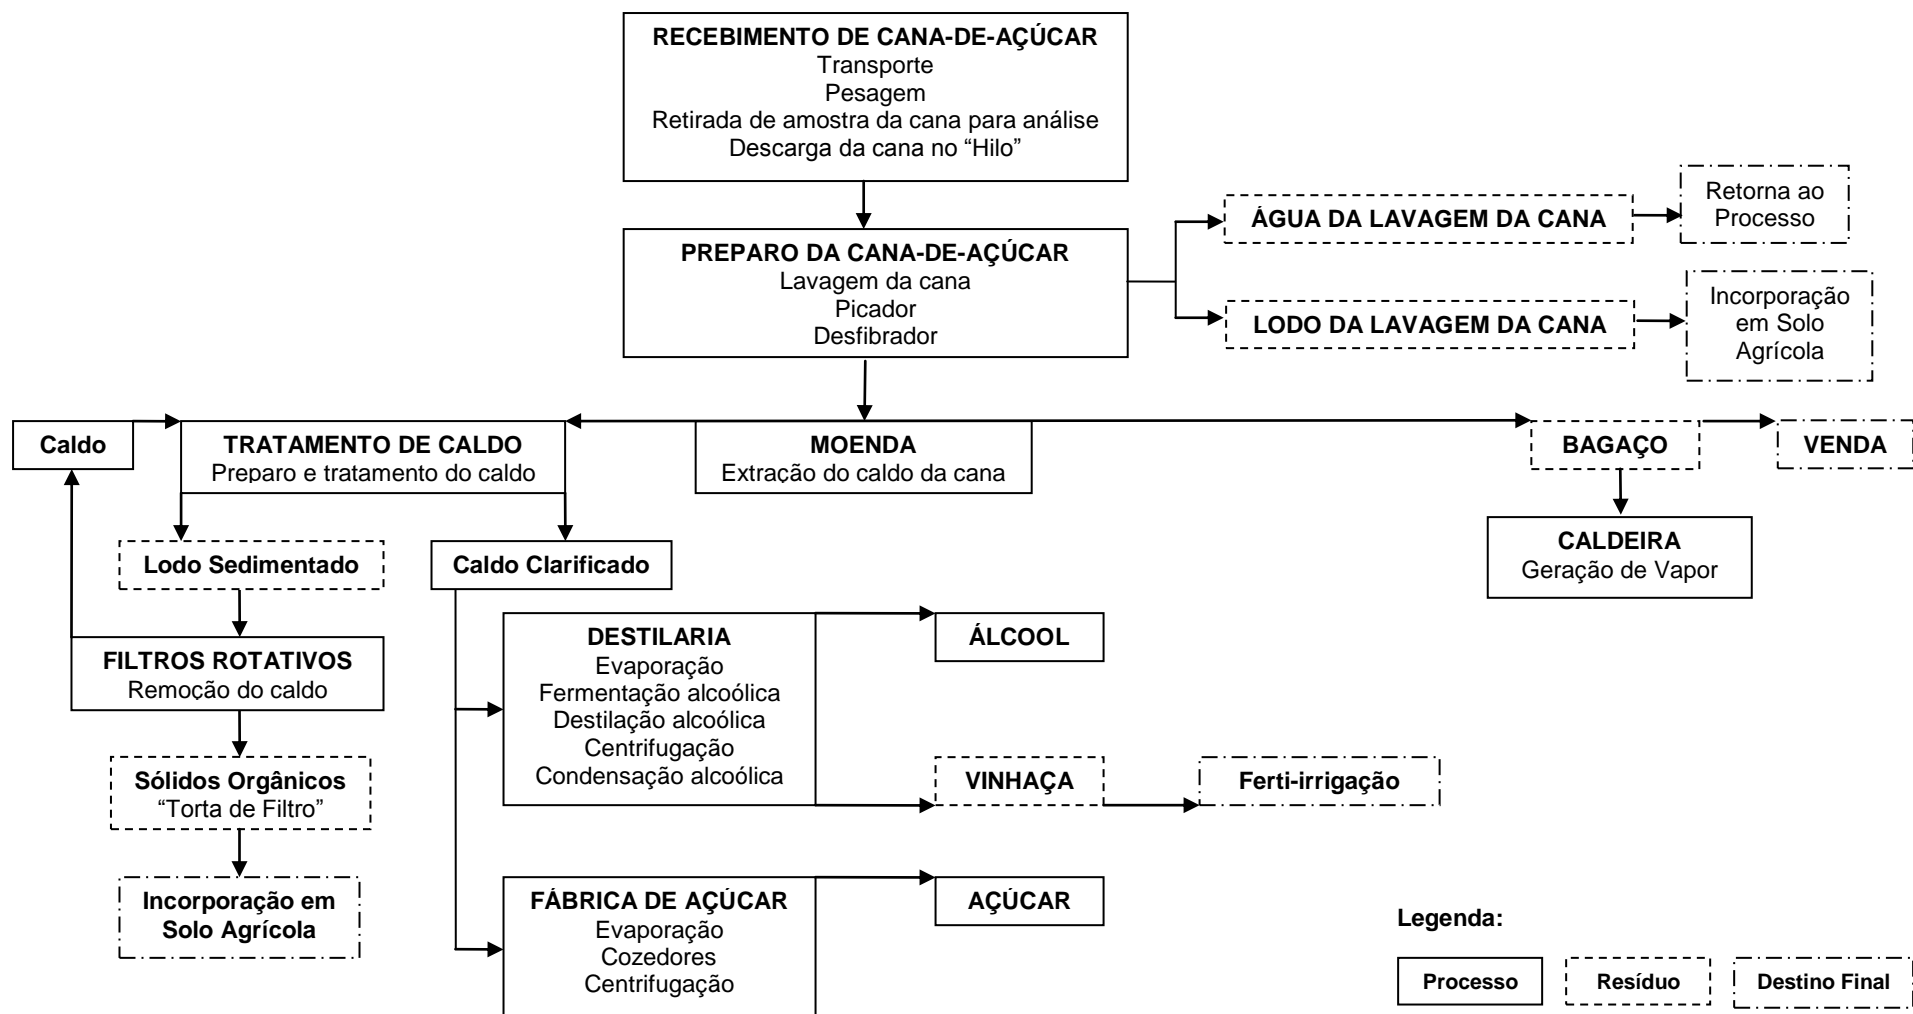 RECEBIMENTO DE CANA-DE-AÇÚCAR
Transporte
Pesagem
Retirada de amostra da cana para análise
Descarga da cana no “Hilo”
PREPARO DA CANA-DE-AÇÚCAR
Lavagem da cana
Picador
Desfibrador
ÁGUA DA LAVAGEM DA CANA
Retorna ao
Processo
LODO DA LAVAGEM DA CANA
Incorporação
em Solo
Agrícola
Caldo
TRATAMENTO DE CALDO
Preparo e tratamento do caldo
MOENDA
Extração do caldo da cana
BAGAÇO
VENDA
CALDEIRA
Geração de Vapor
Lodo Sedimentado
Caldo Clarificado
FILTROS ROTATIVOS
Remoção do caldo
Sólidos Orgânicos
“Torta de Filtro”
Incorporação em
Solo Agrícola
DESTILARIA
Evaporação
Fermentação alcoólica
Destilação alcoólica
Centrifugação
Condensação alcoólica
ÁLCOOL
VINHAÇA
Ferti-irrigação
FÁBRICA DE AÇÚCAR
Evaporação
Cozedores
Centrifugação
AÇÚCAR
Legenda:
Processo
Resíduo
Destino Final